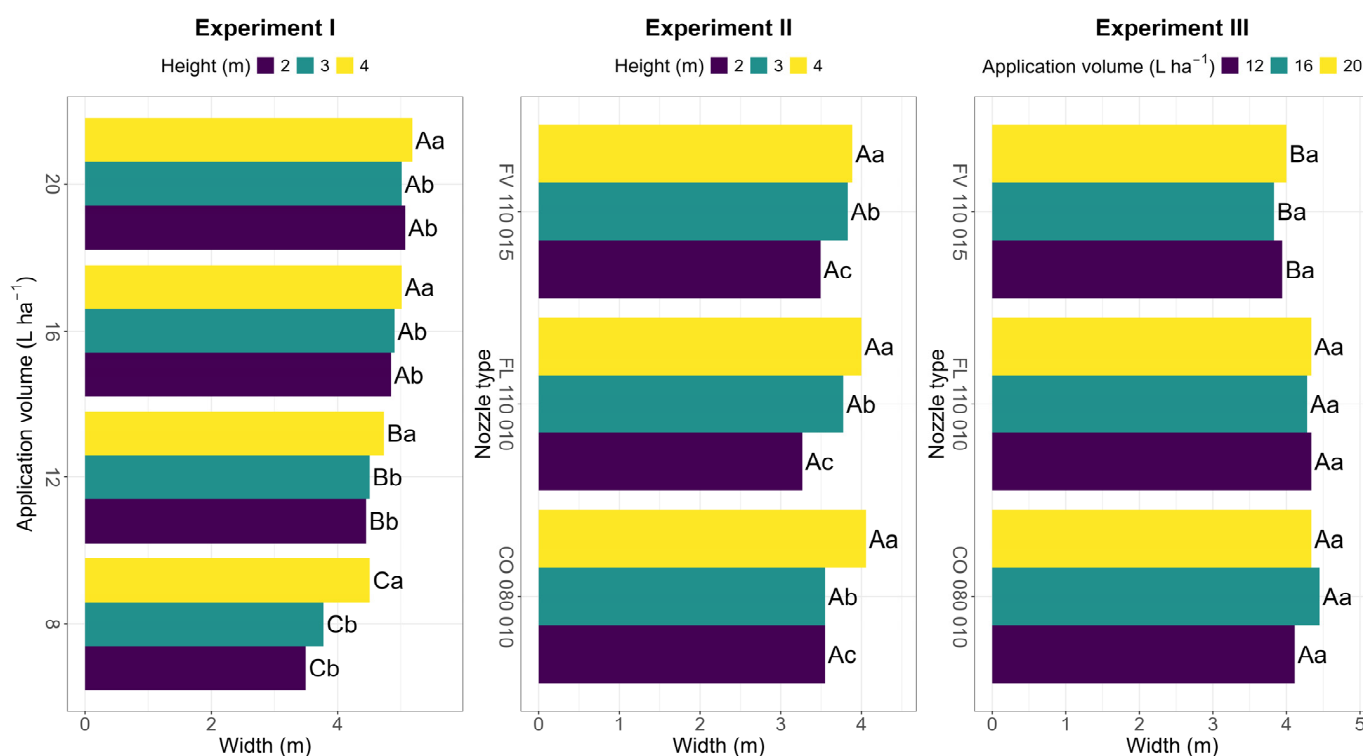 Experiment I
Height (m) 2 3 4
Application volume (L ha⁻¹)
20
Aa
Ab
Ab
16
Aa
Ab
Ab
12
Ba
Bb
Bb
8
Ca
Cb
Cb
0 2 4
Width (m)
Experiment II
Height (m) 2 3 4
Nozzle type
FV 110 015
Aa
Ab
Ac
FL 110 010
Aa
Ab
Ac
CO 080 010
Aa
Ab
Ac
0 1 2 3 4
Width (m)
Experiment III
Application volume (L ha⁻¹) 12 16 20
Nozzle type
FV 110 015
Ba
Ba
Ba
FL 110 010
Aa
Aa
Aa
CO 080 010
Aa
Aa
Aa
0 1 2 3 4 5
Width (m)